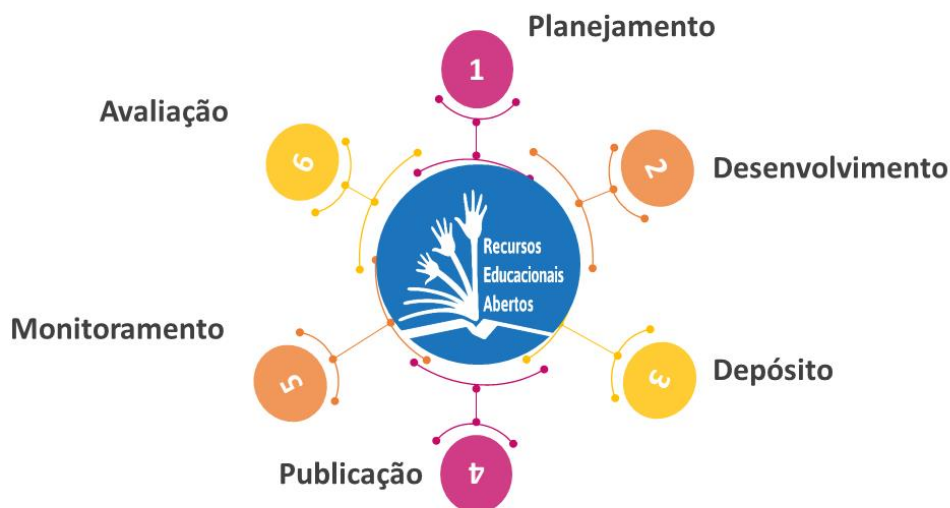 1
Planejamento
2
Desenvolvimento
3
Depósito
4
Publicação
5
Monitoramento
6
Avaliação
Recursos
Educacionais
Abertos